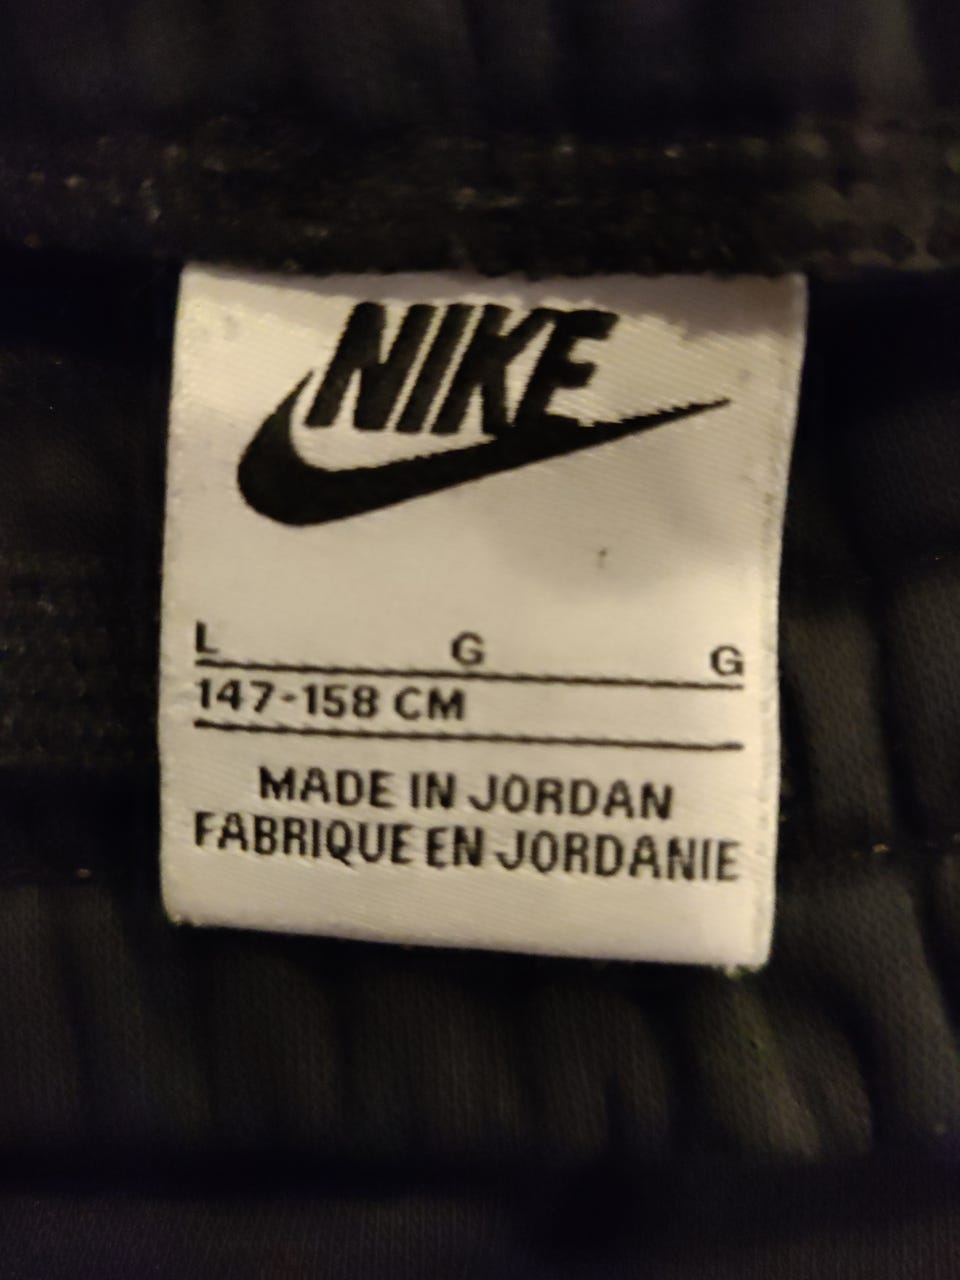 NIKE
L G G
147-158 CM
MADE IN JORDAN
FABRIQUE EN JORDANIE